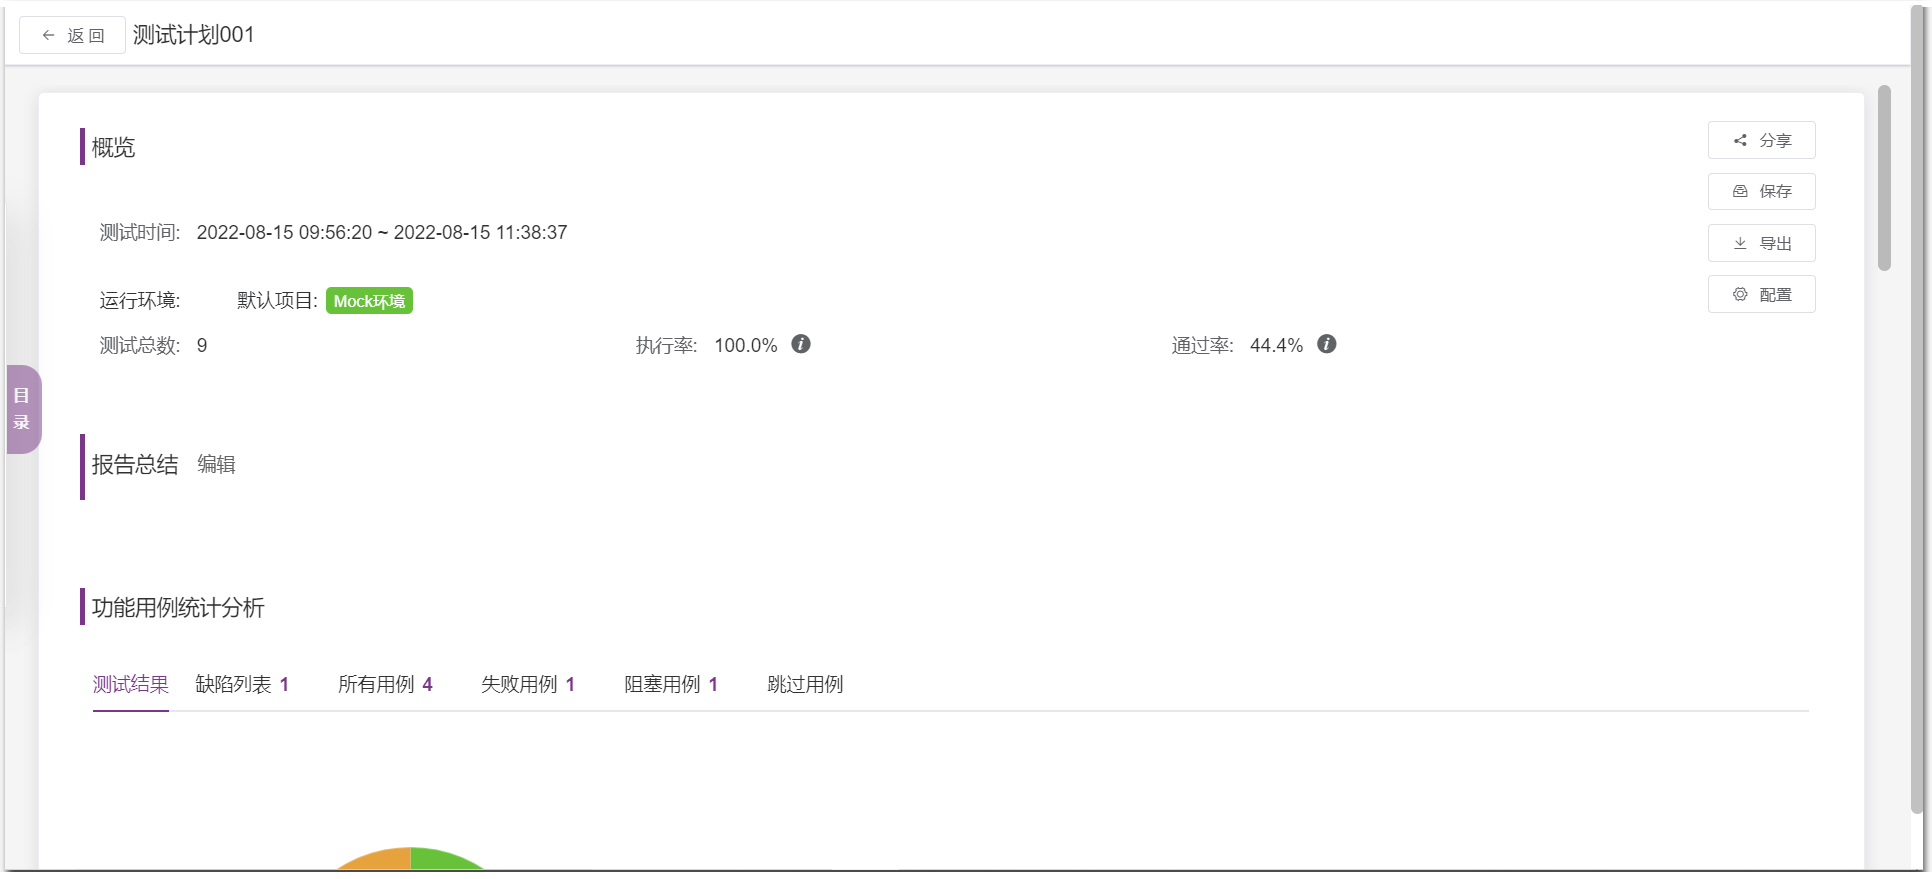 返回 测试计划001
概览
分享
保存
导出
配置
测试时间: 2022-08-15 09:56:20 ~ 2022-08-15 11:38:37
运行环境: 默认项目: Mock环境
测试总数: 9 执行率: 100.0% 通过率: 44.4%
目
录
报告总结 编辑
功能用例统计分析
测试结果 缺陷列表 1 所有用例 4 失败用例 1 阻塞用例 1 跳过用例